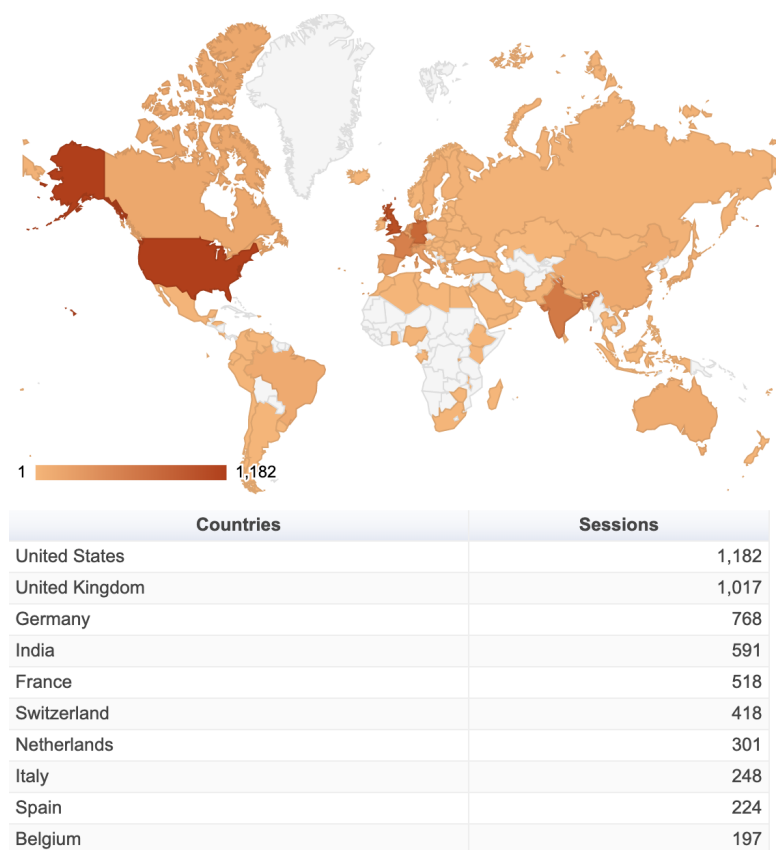 1 1,182
Countries Sessions
United States 1,182
United Kingdom 1,017
Germany 768
India 591
France 518
Switzerland 418
Netherlands 301
Italy 248
Spain 224
Belgium 197